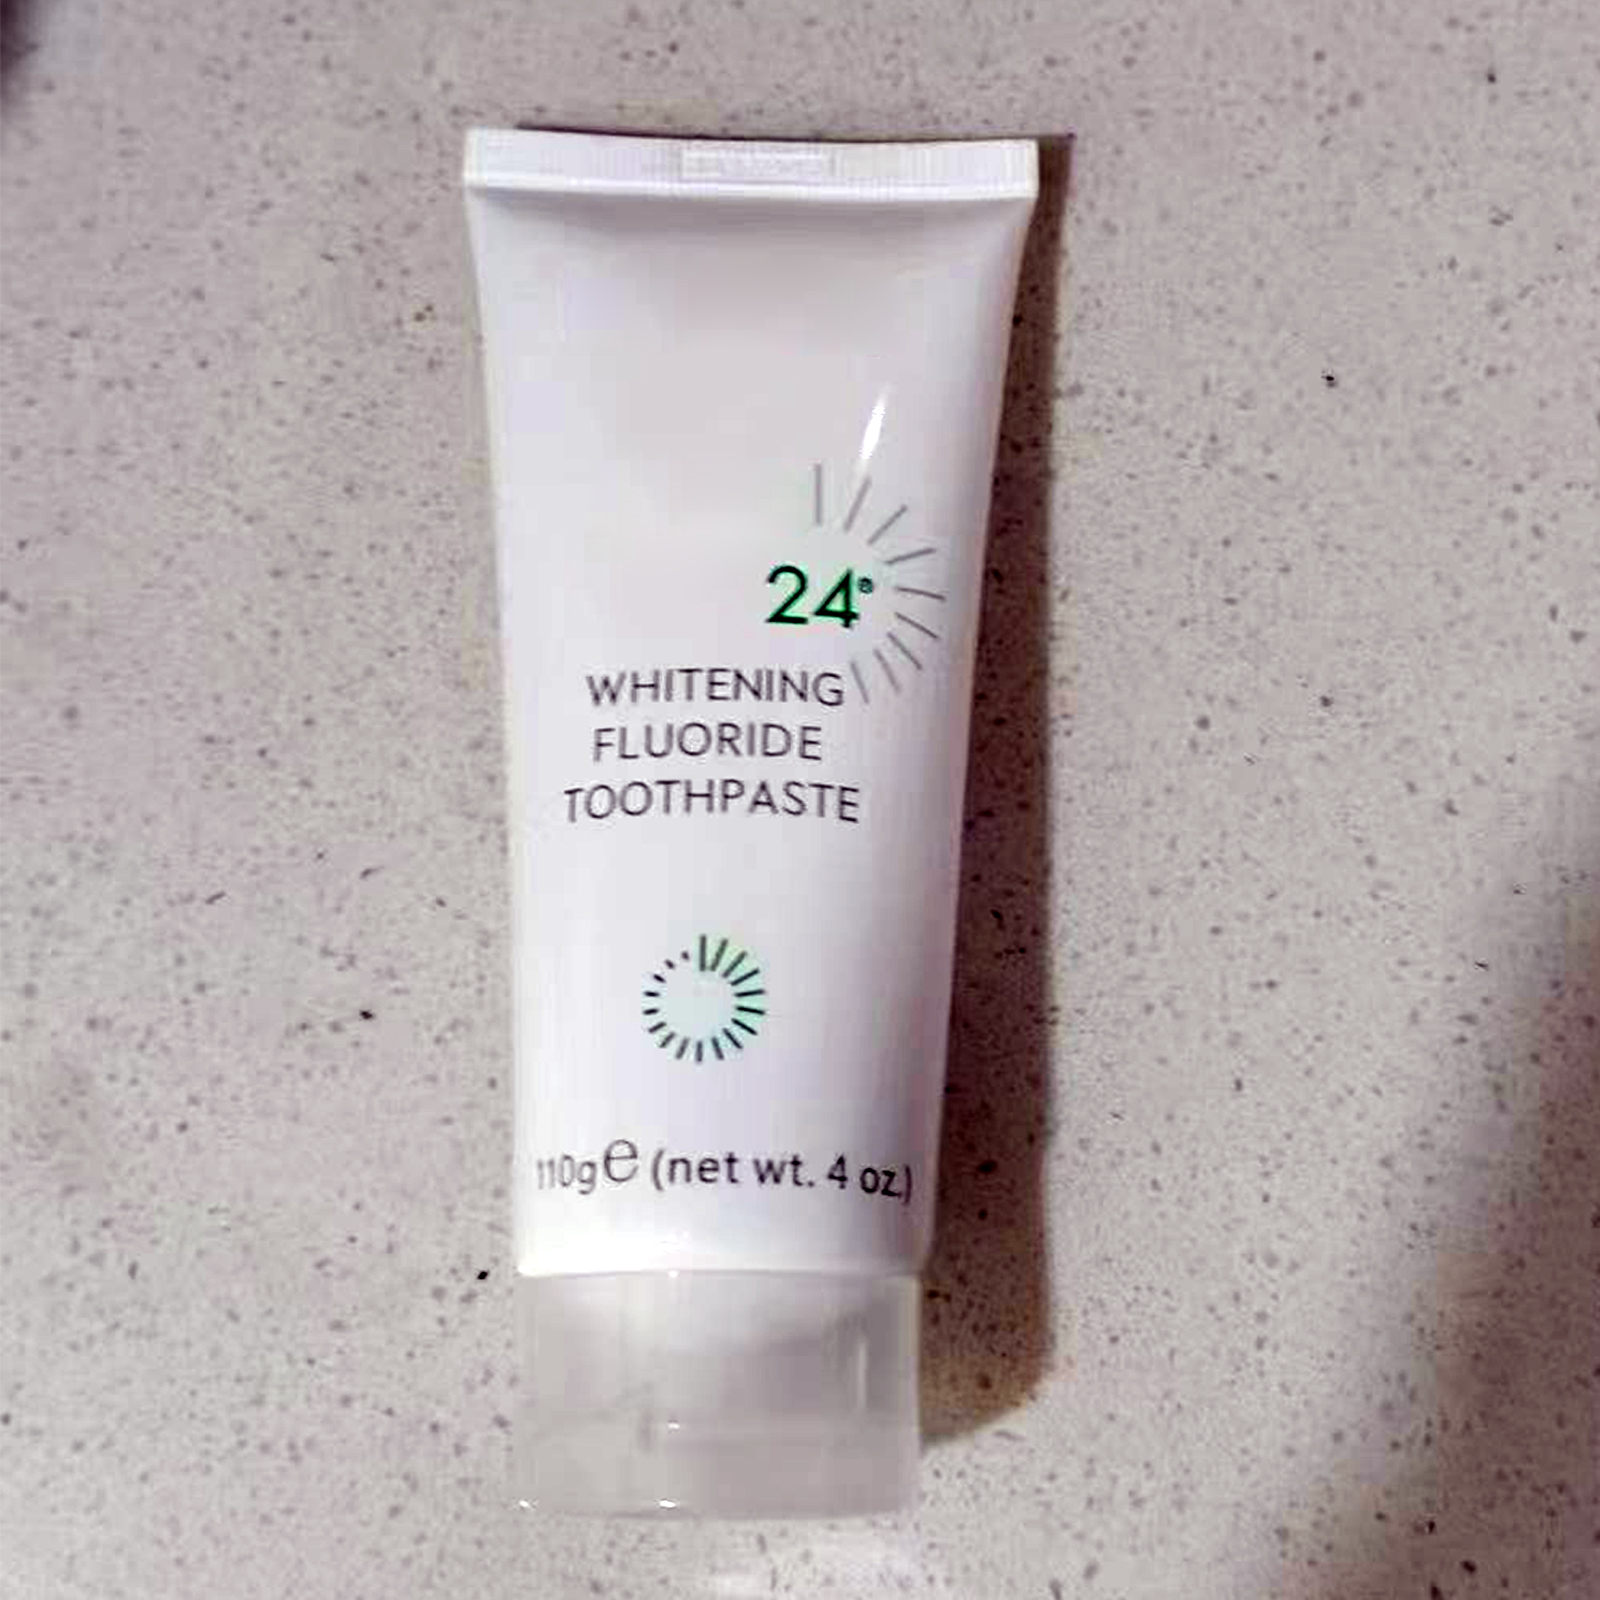 24®
WHITENING
FLUORIDE
TOOTHPASTE
110g℮ (net wt. 4 oz.)